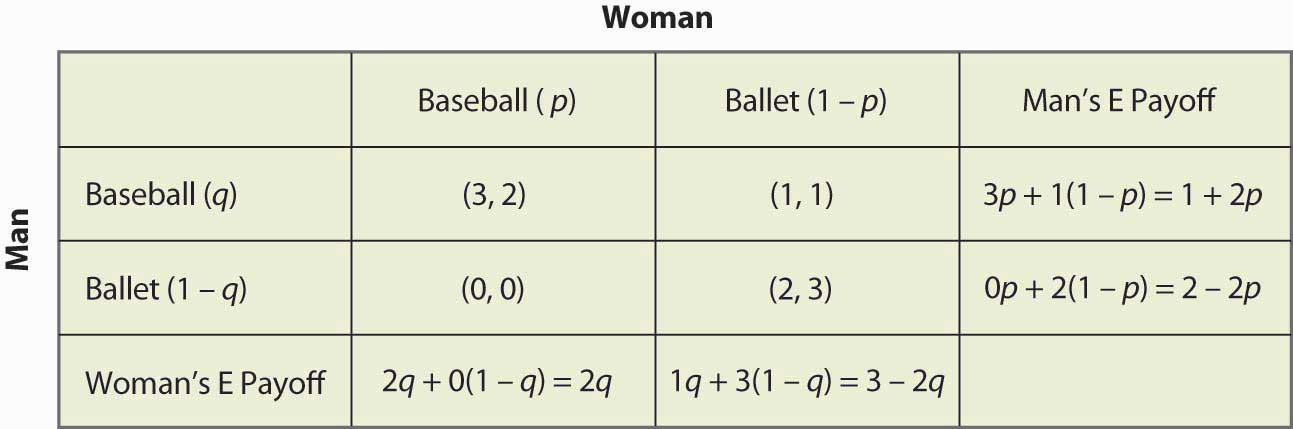 Woman
Baseball ( p) Ballet (1 – p) Man’s E Payoff
Man
Baseball (q) (3, 2) (1, 1) 3p + 1(1 – p) = 1 + 2p
Ballet (1 – q) (0, 0) (2, 3) 0p + 2(1 – p) = 2 – 2p
Woman’s E Payoff 2q + 0(1 – q) = 2q 1q + 3(1 – q) = 3 – 2q